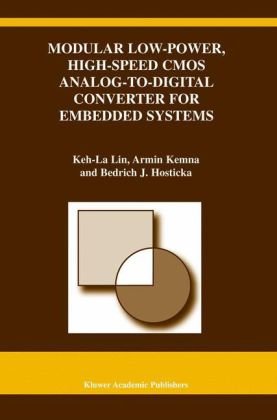 MODULAR LOW-POWER,
HIGH-SPEED CMOS
ANALOG-TO-DIGITAL
CONVERTER FOR
EMBEDDED SYSTEMS
Keh-La Lin, Armin Kemna
and Bedrich J. Hosticka
Kluwer Academic Publishers